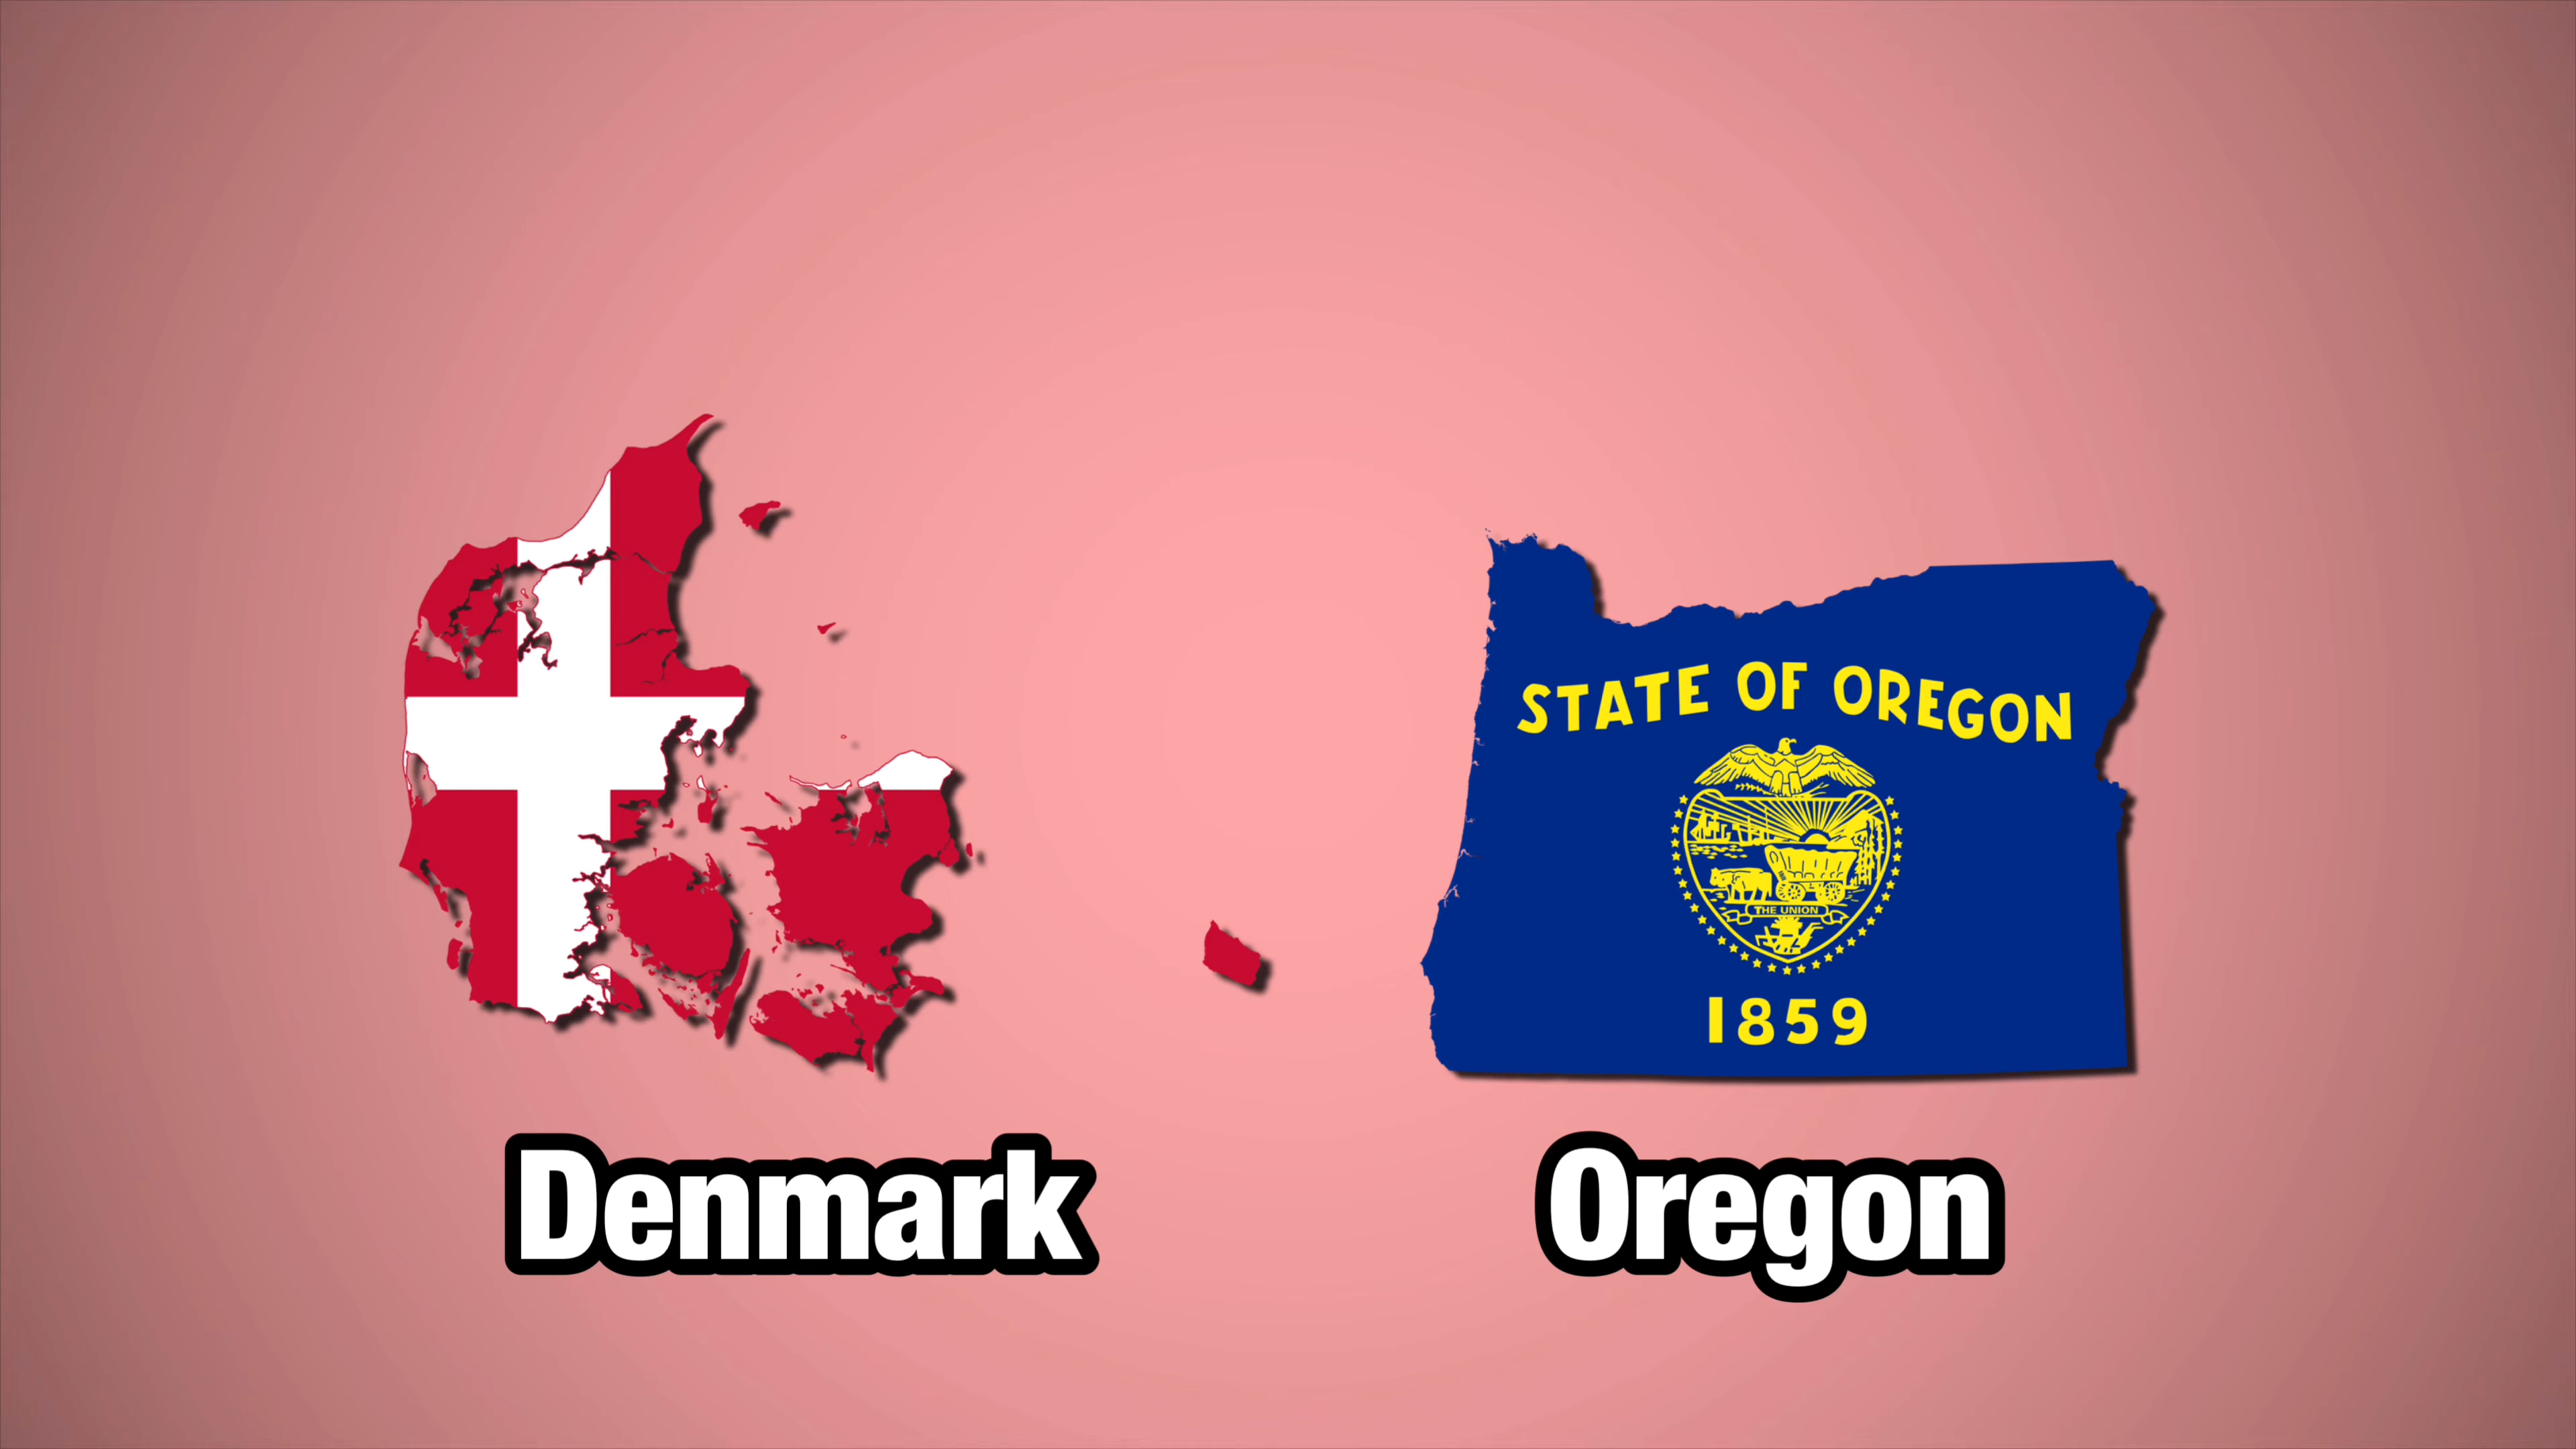 STATE OF OREGON
THE UNION
1859
Denmark
Oregon